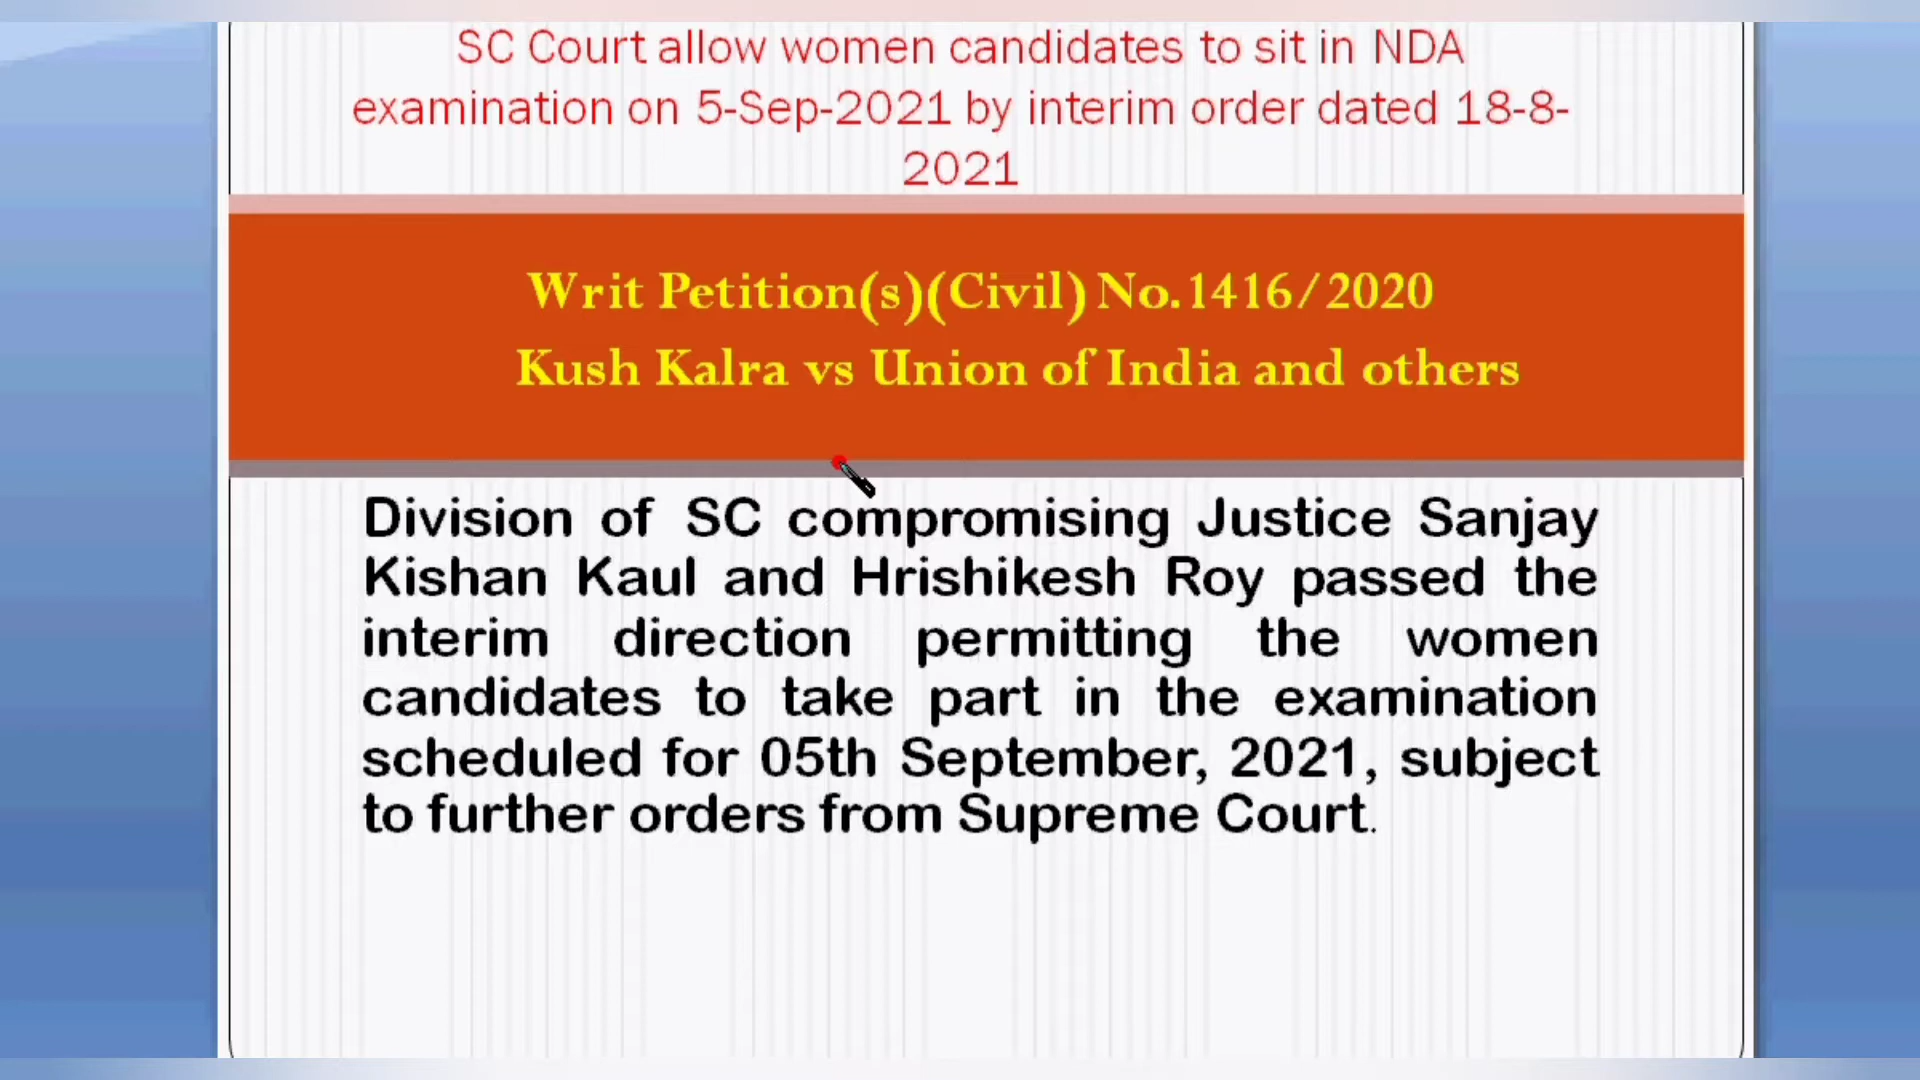 SC Court allow women candidates to sit in NDA
examination on 5-Sep-2021 by interim order dated 18-8-
2021
Writ Petition(s)(Civil) No.1416/2020
Kush Kalra vs Union of India and others
Division of SC compromising Justice Sanjay
Kishan Kaul and Hrishikesh Roy passed the
interim direction permitting the women
candidates to take part in the examination
scheduled for 05th September, 2021, subject
to further orders from Supreme Court.